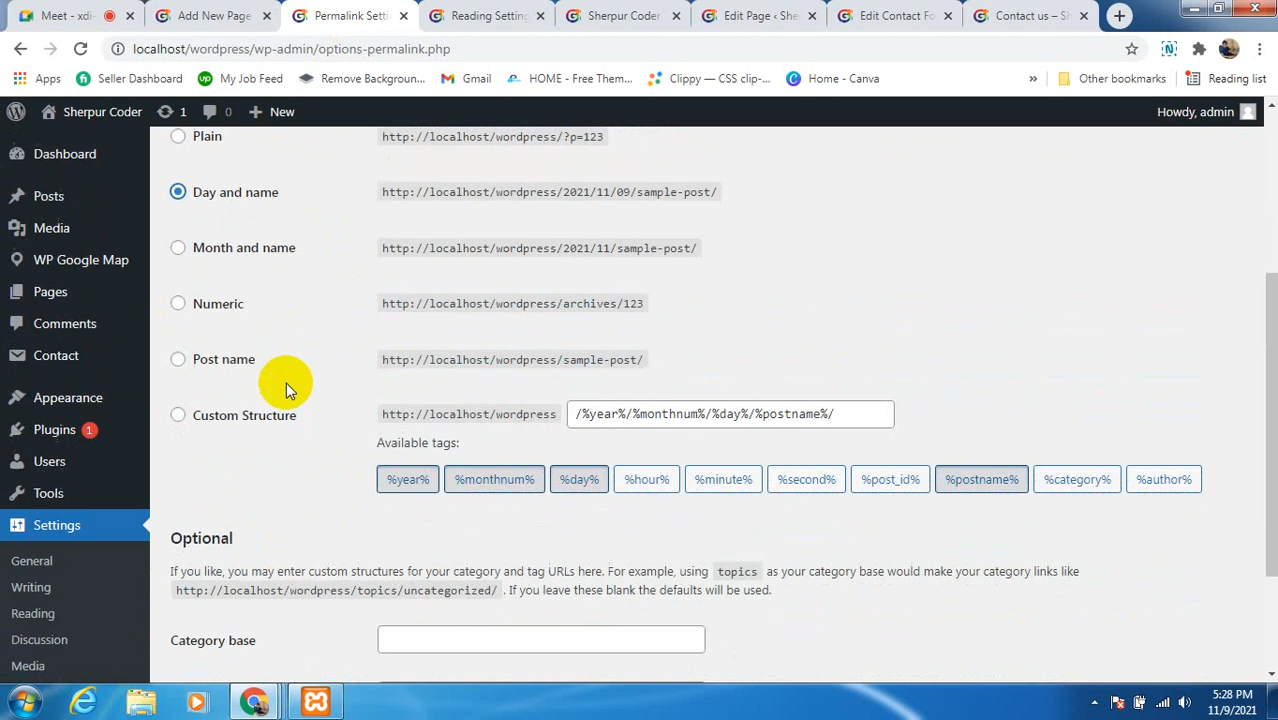 Meet - xdi
Add New Page
Permalink Setti
Reading Setting
Sherpur Coder
Edit Page ‹ She
Edit Contact Fo
Contact us – Sh
localhost/wordpress/wp-admin/options-permalink.php
Apps
Seller Dashboard
My Job Feed
Remove Backgroun...
Gmail
HOME - Free Them...
Clippy — CSS clip-...
Home - Canva
»
Other bookmarks
Reading list
Sherpur Coder
1
0
New
Howdy, admin
Dashboard
Posts
Media
WP Google Map
Pages
Comments
Contact
Appearance
Plugins 1
Users
Tools
Settings
General
Writing
Reading
Discussion
Media
Plain http://localhost/wordpress/?p=123
Day and name http://localhost/wordpress/2021/11/09/sample-post/
Month and name http://localhost/wordpress/2021/11/sample-post/
Numeric http://localhost/wordpress/archives/123
Post name http://localhost/wordpress/sample-post/
Custom Structure http://localhost/wordpress /%year%/%monthnum%/%day%/%postname%/
Available tags:
%year% %monthnum% %day% %hour% %minute% %second% %post_id% %postname% %category% %author%
Optional
If you like, you may enter custom structures for your category and tag URLs here. For example, using topics as your category base would make your category links like
http://localhost/wordpress/topics/uncategorized/ . If you leave these blank the defaults will be used.
Category base
5:28 PM
11/9/2021